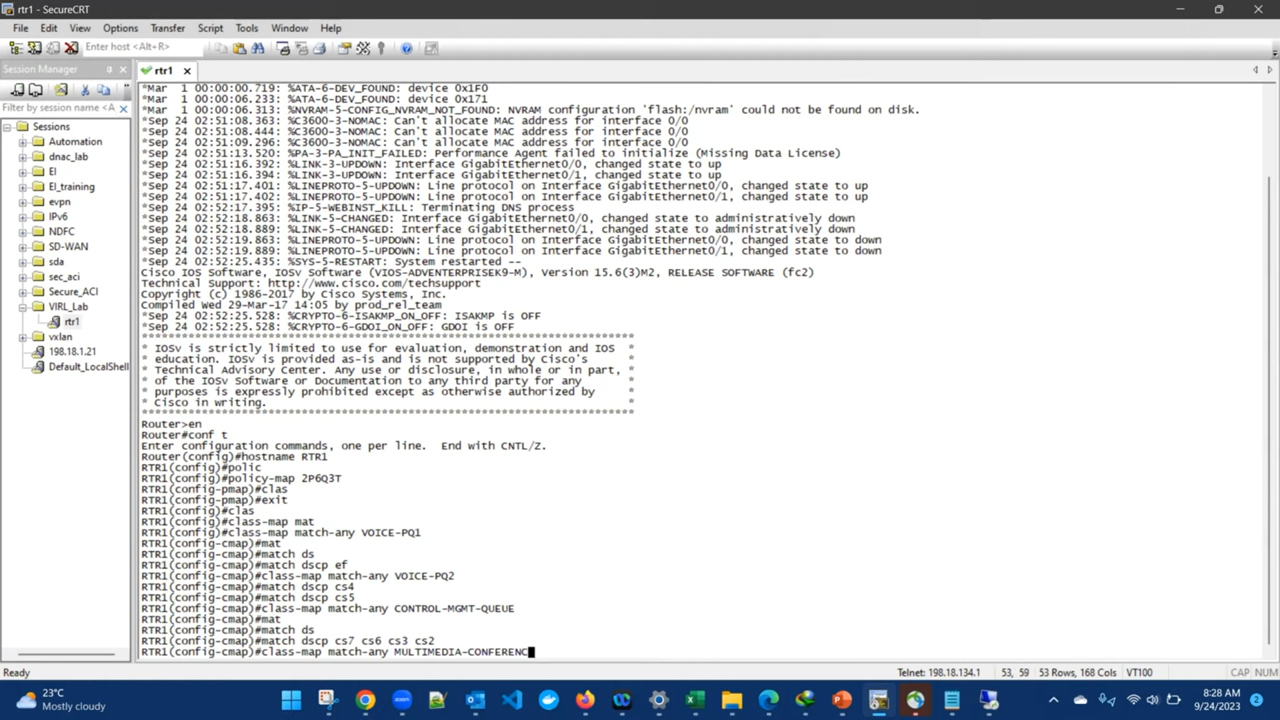 rtr1 - SecureCRT
File Edit View Options Transfer Script Tools Window Help
Enter host <Alt+R>
Session Manager
rtr1
Filter by session name <A
Sessions
Automation
dnac_lab
EI
EI_training
evpn
IPv6
NDFC
SD-WAN
sda
sec_aci
Secure_ACI
VIRL_Lab
rtr1
vxlan
198.18.1.21
Default_LocalShell
*Mar  1 00:00:00.719: %ATA-6-DEV_FOUND: device 0x1F0
*Mar  1 00:00:06.233: %ATA-6-DEV_FOUND: device 0x171
*Mar  1 00:00:06.313: %NVRAM-5-CONFIG_NVRAM_NOT_FOUND: NVRAM configuration 'flash:/nvram' could not be found on disk.
*Sep 24 02:51:08.363: %C3600-3-NOMAC: Can't allocate MAC address for interface 0/0
*Sep 24 02:51:08.444: %C3600-3-NOMAC: Can't allocate MAC address for interface 0/0
*Sep 24 02:51:09.296: %C3600-3-NOMAC: Can't allocate MAC address for interface 0/0
*Sep 24 02:51:13.520: %PA-3-PA_INIT_FAILED: Performance Agent failed to initialize (Missing Data License)
*Sep 24 02:51:16.392: %LINK-3-UPDOWN: Interface GigabitEthernet0/0, changed state to up
*Sep 24 02:51:16.394: %LINK-3-UPDOWN: Interface GigabitEthernet0/1, changed state to up
*Sep 24 02:51:17.401: %LINEPROTO-5-UPDOWN: Line protocol on Interface GigabitEthernet0/0, changed state to up
*Sep 24 02:51:17.402: %LINEPROTO-5-UPDOWN: Line protocol on Interface GigabitEthernet0/1, changed state to up
*Sep 24 02:52:17.395: %IP-5-WEBINST_KILL: Terminating DNS process
*Sep 24 02:52:18.863: %LINK-5-CHANGED: Interface GigabitEthernet0/0, changed state to administratively down
*Sep 24 02:52:18.889: %LINK-5-CHANGED: Interface GigabitEthernet0/1, changed state to administratively down
*Sep 24 02:52:19.863: %LINEPROTO-5-UPDOWN: Line protocol on Interface GigabitEthernet0/0, changed state to down
*Sep 24 02:52:19.889: %LINEPROTO-5-UPDOWN: Line protocol on Interface GigabitEthernet0/1, changed state to down
*Sep 24 02:52:25.435: %SYS-5-RESTART: System restarted --
Cisco IOS Software, IOSv Software (VIOS-ADVENTERPRISEK9-M), Version 15.6(3)M2, RELEASE SOFTWARE (fc2)
Technical Support: http://www.cisco.com/techsupport
Copyright (c) 1986-2017 by Cisco Systems, Inc.
Compiled Wed 29-Mar-17 14:05 by prod_rel_team
*Sep 24 02:52:25.528: %CRYPTO-6-ISAKMP_ON_OFF: ISAKMP is OFF
*Sep 24 02:52:25.528: %CRYPTO-6-GDOI_ON_OFF: GDOI is OFF
**************************************************************************
* IOSv is strictly limited to use for evaluation, demonstration and IOS  *
* education. IOSv is provided as-is and is not supported by Cisco's      *
* Technical Advisory Center. Any use or disclosure, in whole or in part, *
* of the IOSv Software or Documentation to any third party for any       *
* purposes is expressly prohibited except as otherwise authorized by     *
* Cisco in writing.                                                      *
**************************************************************************
Router>en
Router#conf t
Enter configuration commands, one per line.  End with CNTL/Z.
Router(config)#hostname RTR1
RTR1(config)#polic
RTR1(config)#policy-map 2P6Q3T
RTR1(config-pmap)#clas
RTR1(config-pmap)#exit
RTR1(config)#clas
RTR1(config)#class-map mat
RTR1(config)#class-map match-any VOICE-PQ1
RTR1(config-cmap)#mat
RTR1(config-cmap)#match ds
RTR1(config-cmap)#match dscp ef
RTR1(config-cmap)#class-map match-any VOICE-PQ2
RTR1(config-cmap)#match dscp cs4
RTR1(config-cmap)#match dscp cs5
RTR1(config-cmap)#class-map match-any CONTROL-MGMT-QUEUE
RTR1(config-cmap)#mat
RTR1(config-cmap)#match ds
RTR1(config-cmap)#match dscp cs7 cs6 cs3 cs2
RTR1(config-cmap)#class-map match-any MULTIMEDIA-CONFERENC
Ready Telnet: 198.18.134.1 53, 59 53 Rows, 168 Cols VT100 CAP NUM
23°C
Mostly cloudy
8:28 AM
9/24/2023
2